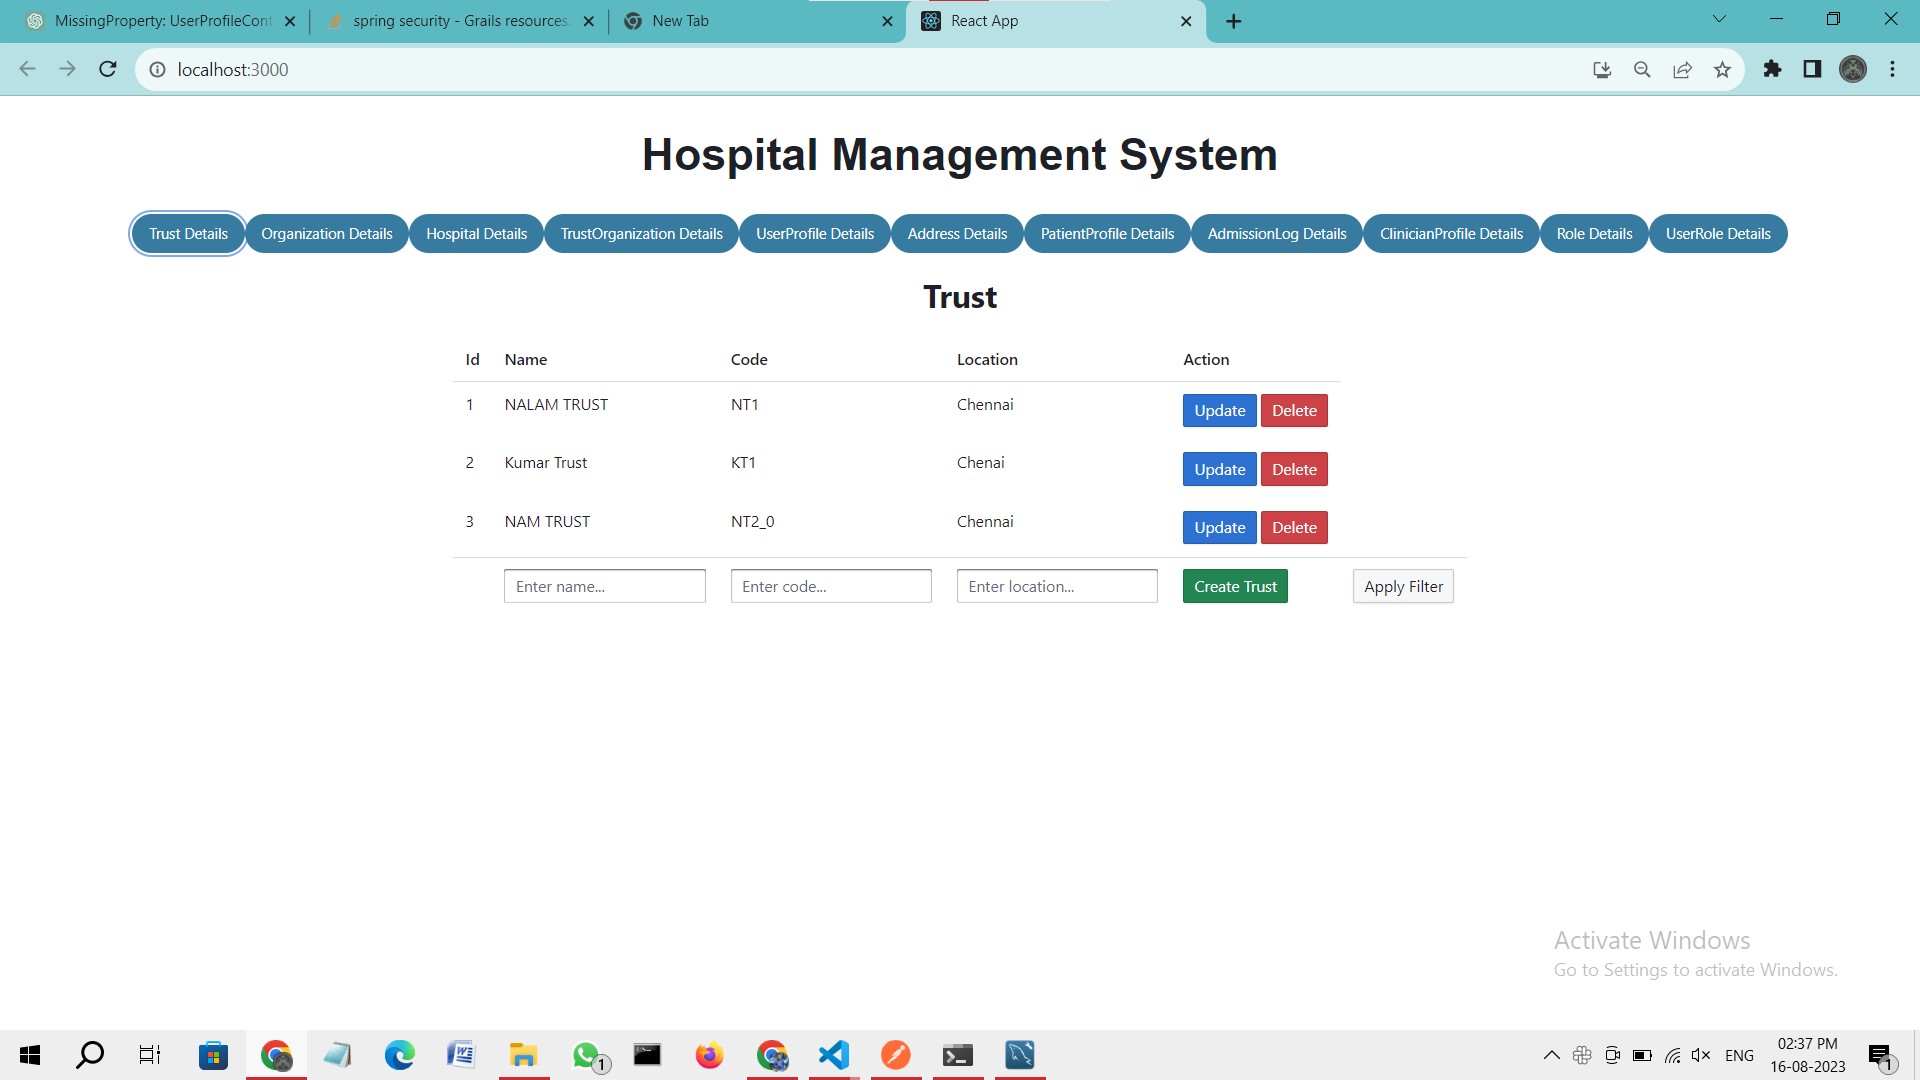 MissingProperty: UserProfileCont
spring security - Grails resources.
New Tab
React App
localhost:3000
Hospital Management System
Trust Details Organization Details Hospital Details TrustOrganization Details UserProfile Details Address Details PatientProfile Details AdmissionLog Details ClinicianProfile Details Role Details UserRole Details
Trust
Id Name Code Location Action
1 NALAM TRUST NT1 Chennai Update Delete
2 Kumar Trust KT1 Chenai Update Delete
3 NAM TRUST NT2_0 Chennai Update Delete
Enter name... Enter code... Enter location... Create Trust Apply Filter
Activate Windows
Go to Settings to activate Windows.
1
ENG
02:37 PM
16-08-2023
1